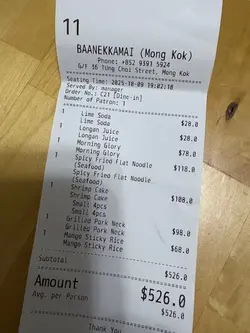 11
BAANEKKAMAI (Mong Kok)
Phone: +852 9391 5924
G/F 36 Tung Choi Street, Mong Kok
Seating Time: 2025-10-09 19:02:10
Served By: manager
Order No.: C21 [Dine-in]
Number of Patron: 1
1 Lime Soda $28.0
Lime Soda
1 Longan Juice $28.0
Longan Juice
1 Morning Glory $78.0
Morning Glory
1 Spicy Fried Flat Noodle $118.0
(Seafood)
Spicy Fried Flat Noodle
(Seafood)
1 Shrimp Cake $108.0
Shrimp Cake
Small 4pcs
Small 4pcs
1 Grilled Pork Neck $98.0
Grilled Pork Neck
1 Mango Sticky Rice $68.0
Mango Sticky Rice
Subtotal $526.0
Amount $526.0
Avg. per Person $526.0
Thank You